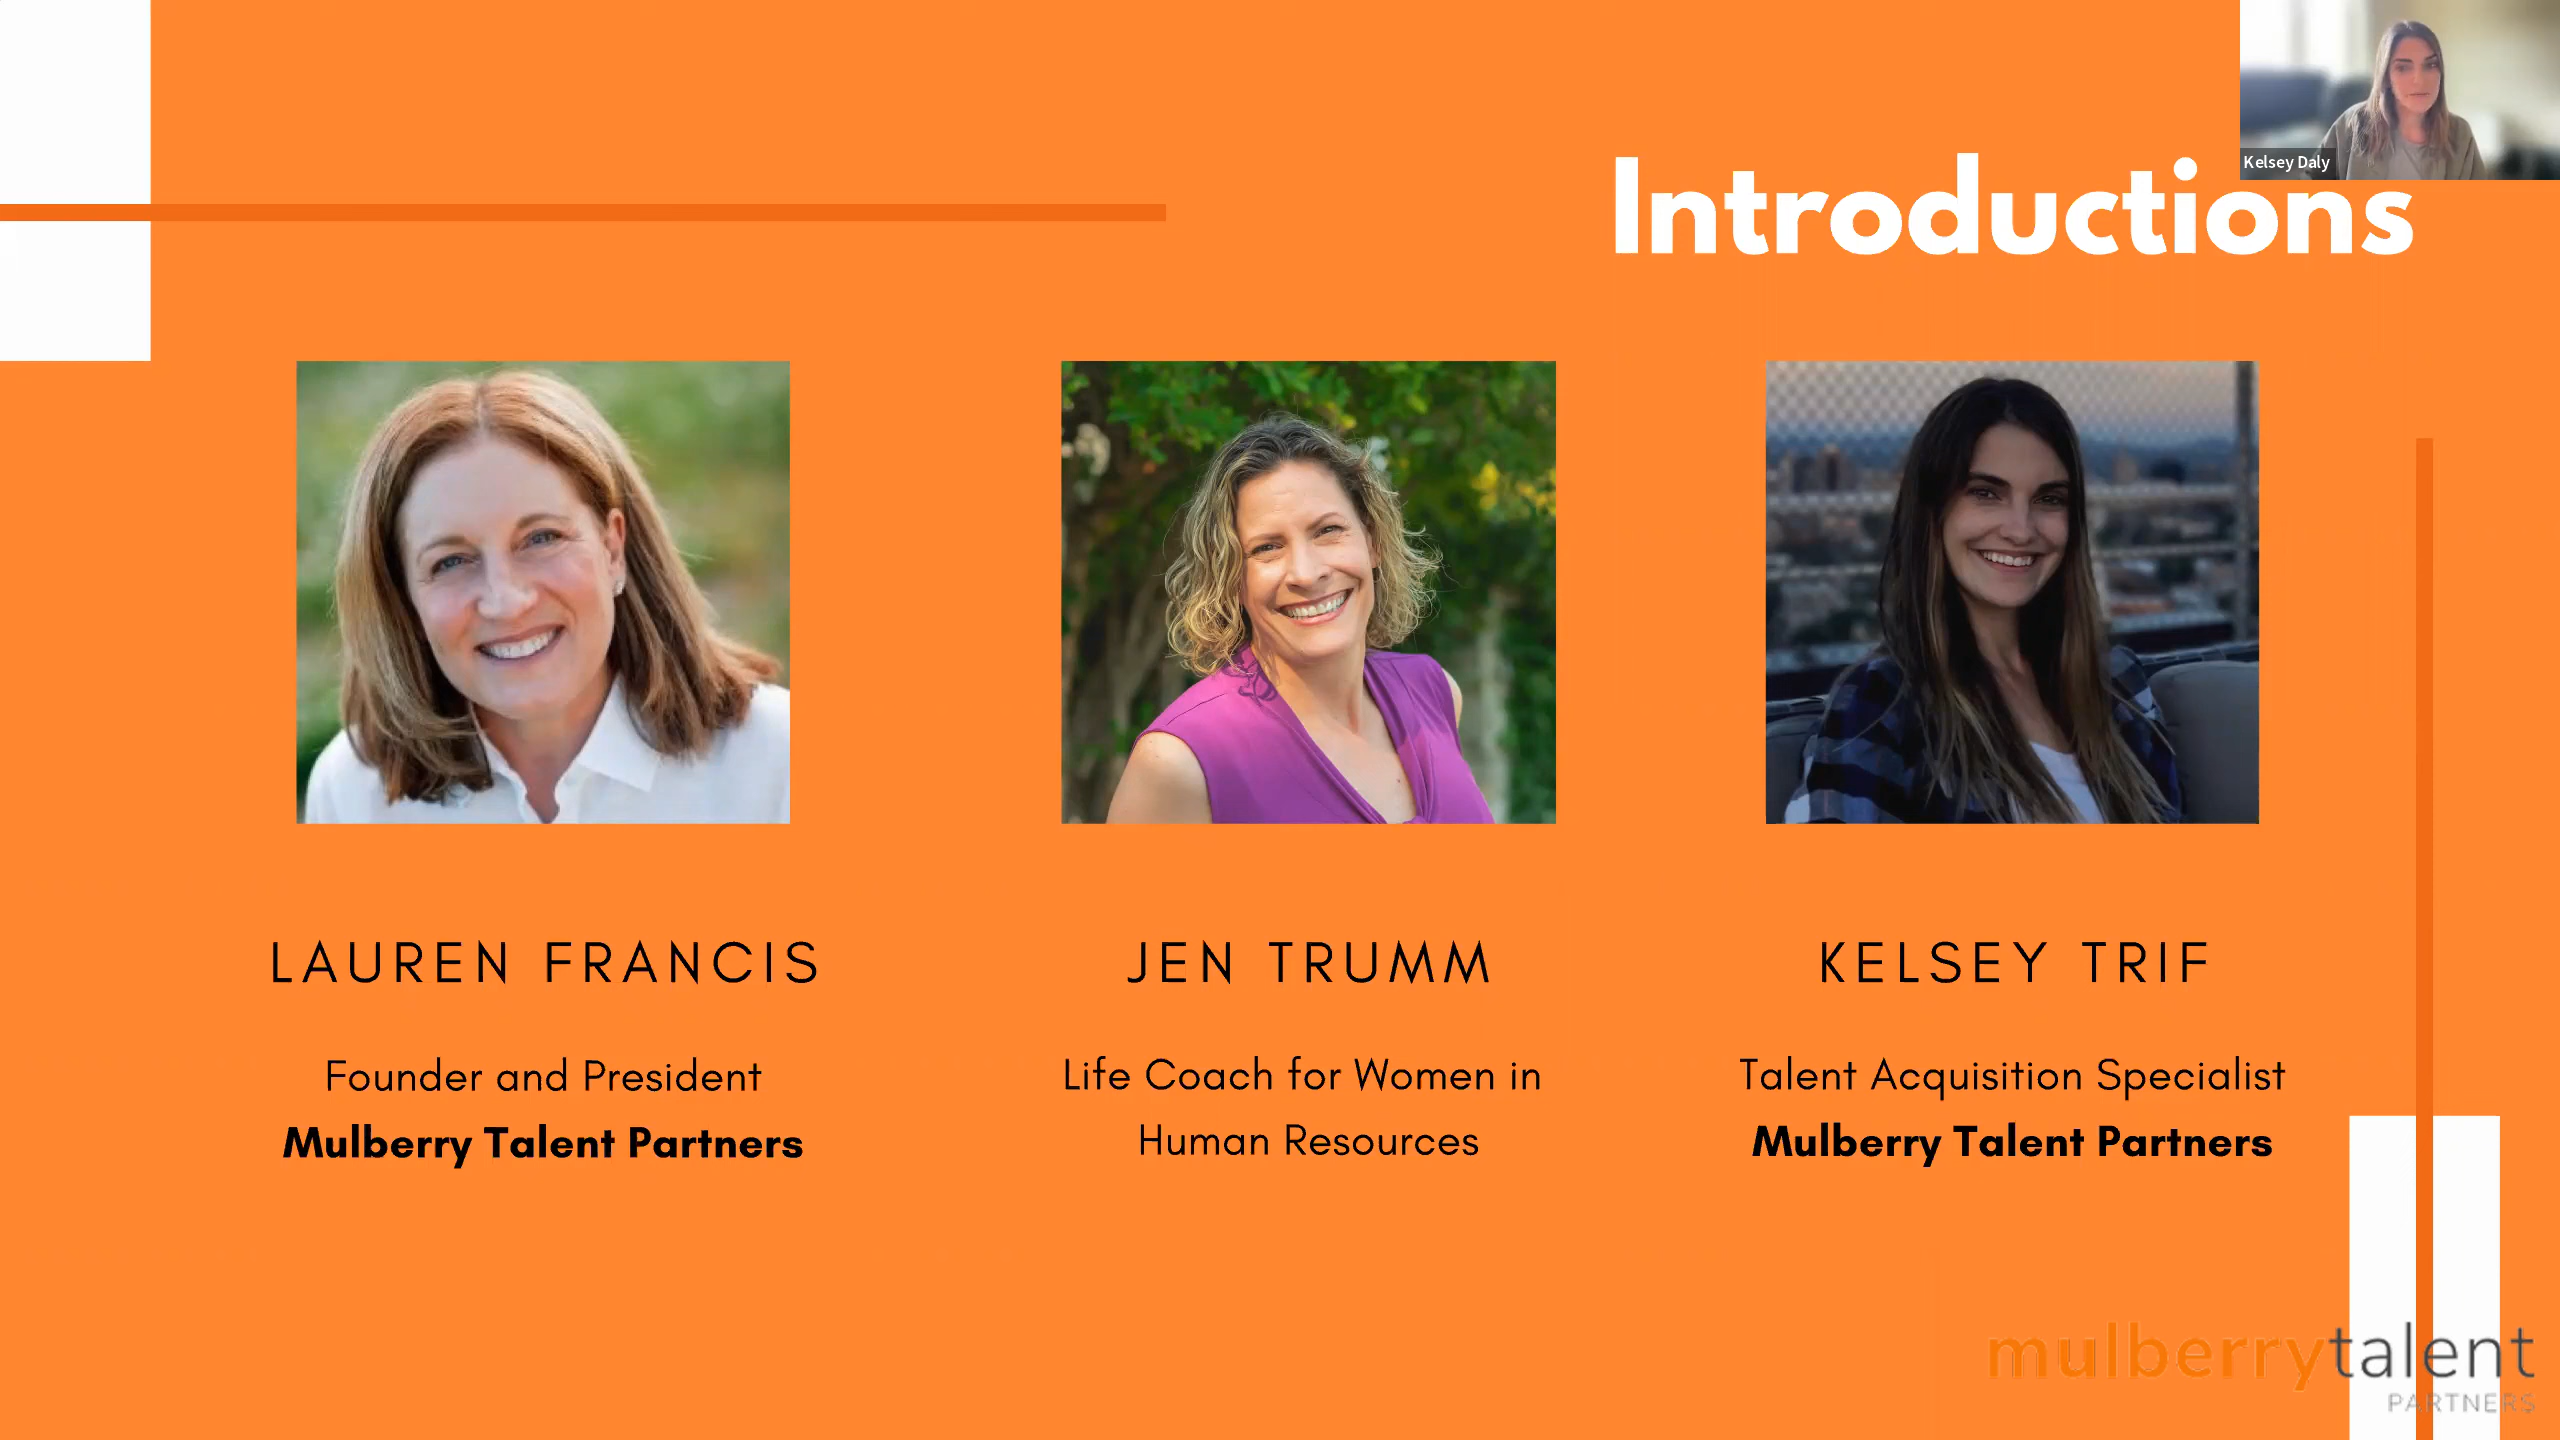 Kelsey Daly
Introductions
LAUREN FRANCIS
Founder and President
Mulberry Talent Partners
JEN TRUMM
Life Coach for Women in
Human Resources
KELSEY TRIF
Talent Acquisition Specialist
Mulberry Talent Partners
mulberrytalent
PARTNERS